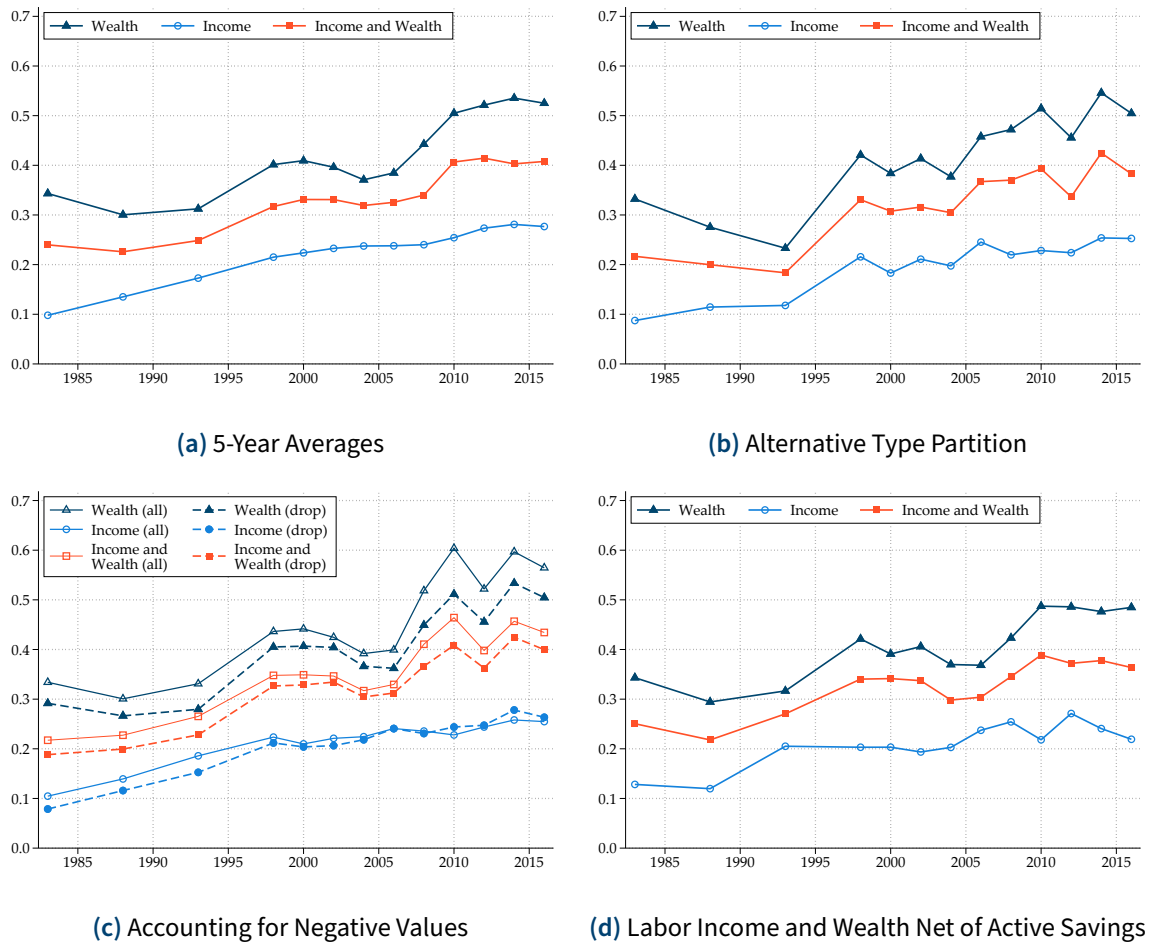 Wealth Income Income and Wealth
0.7
0.6
0.5
0.4
0.3
0.2
0.1
0.0
1985 1990 1995 2000 2005 2010 2015
(a) 5-Year Averages
Wealth Income Income and Wealth
0.7
0.6
0.5
0.4
0.3
0.2
0.1
0.0
1985 1990 1995 2000 2005 2010 2015
(b) Alternative Type Partition
Wealth (all) Wealth (drop)
Income (all) Income (drop)
Income and Income and
Wealth (all) Wealth (drop)
0.7
0.6
0.5
0.4
0.3
0.2
0.1
0.0
1985 1990 1995 2000 2005 2010 2015
(c) Accounting for Negative Values
Wealth Income Income and Wealth
0.7
0.6
0.5
0.4
0.3
0.2
0.1
0.0
1985 1990 1995 2000 2005 2010 2015
(d) Labor Income and Wealth Net of Active Savings